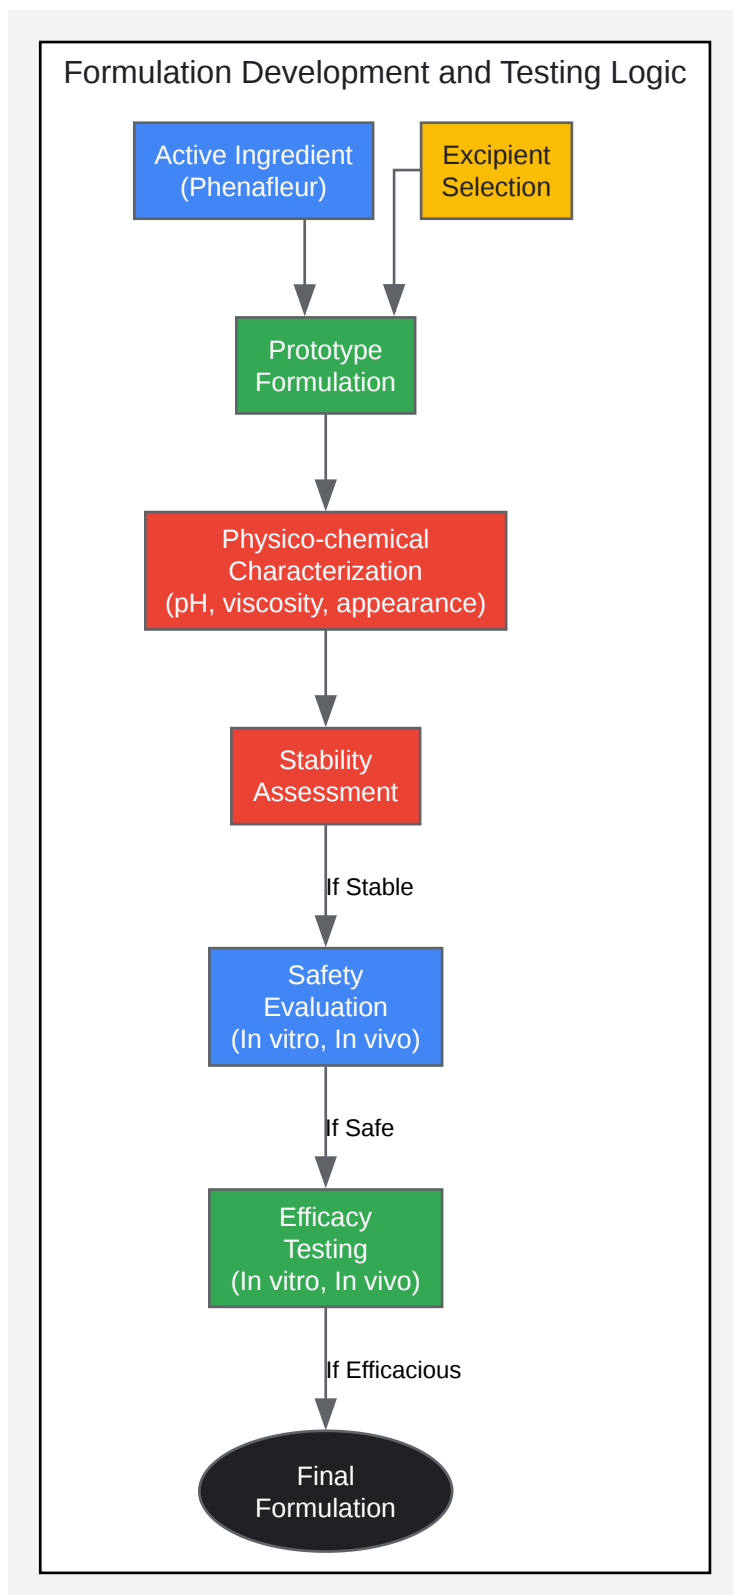 Formulation Development and Testing Logic
Active Ingredient
(Phenafleur)
Excipient
Selection
Prototype
Formulation
Physico-chemical
Characterization
(pH, viscosity, appearance)
Stability
Assessment
If Stable
Safety
Evaluation
(In vitro, In vivo)
If Safe
Efficacy
Testing
(In vitro, In vivo)
If Efficacious
Final
Formulation